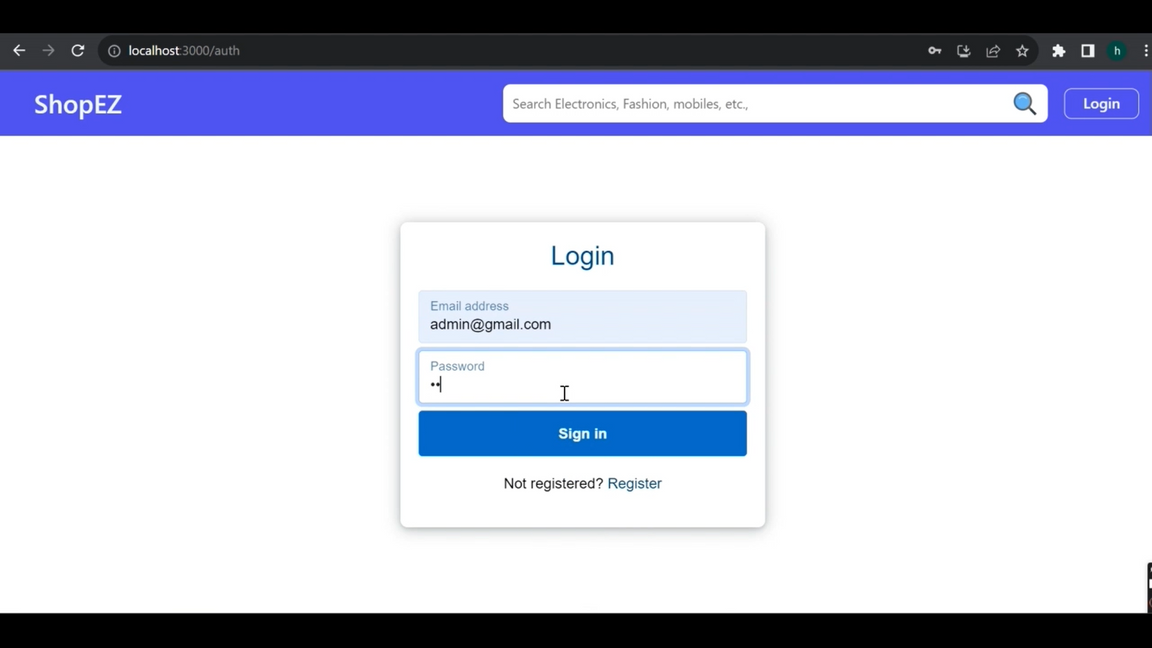 localhost:3000/auth
h
ShopEZ
Search Electronics, Fashion, mobiles, etc.,
Login
Login
Email address
admin@gmail.com
Password
••
Sign in
Not registered? Register